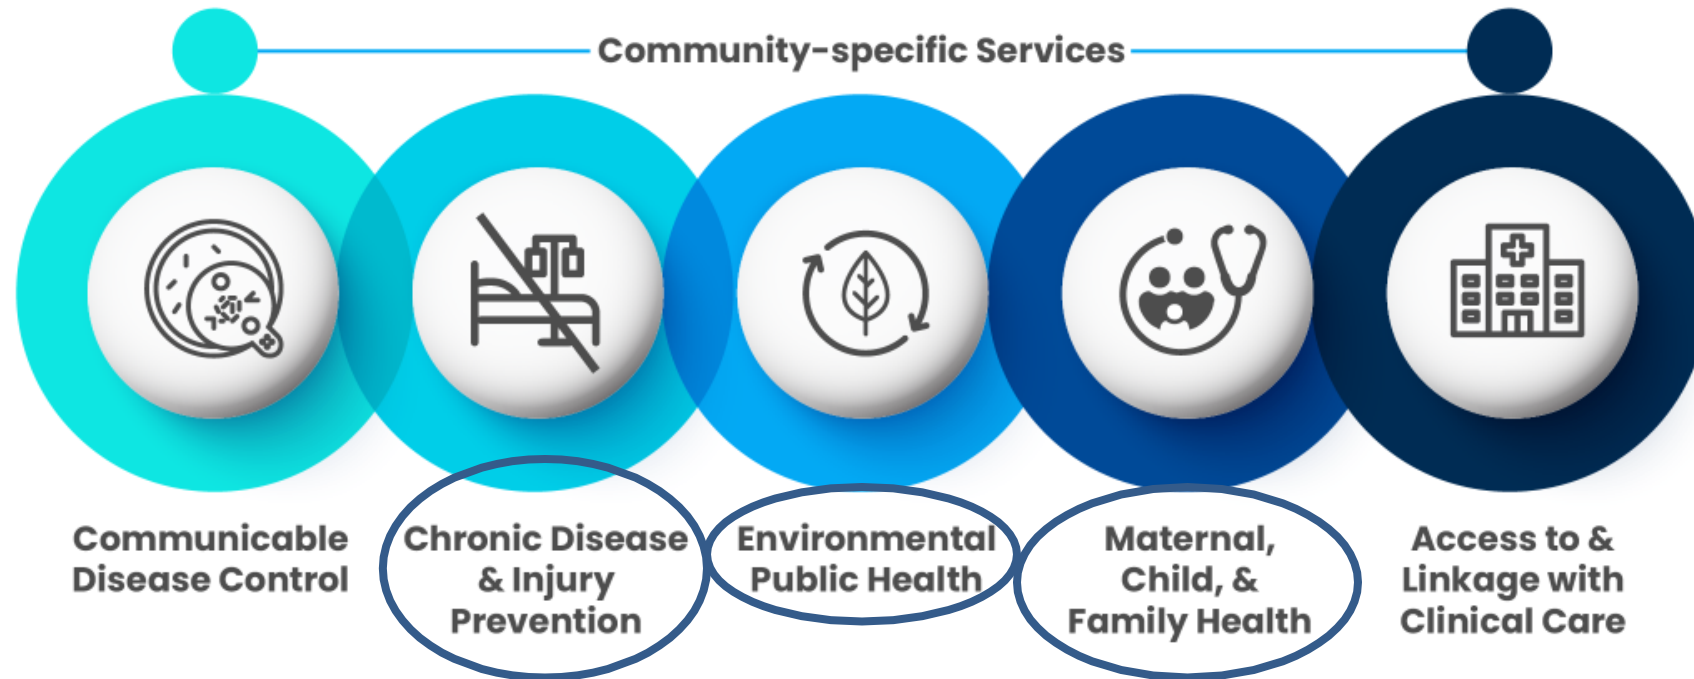 Community-specific Services
Communicable
Disease Control
Chronic Disease
& Injury
Prevention
Environmental
Public Health
Maternal,
Child, &
Family Health
Access to &
Linkage with
Clinical Care